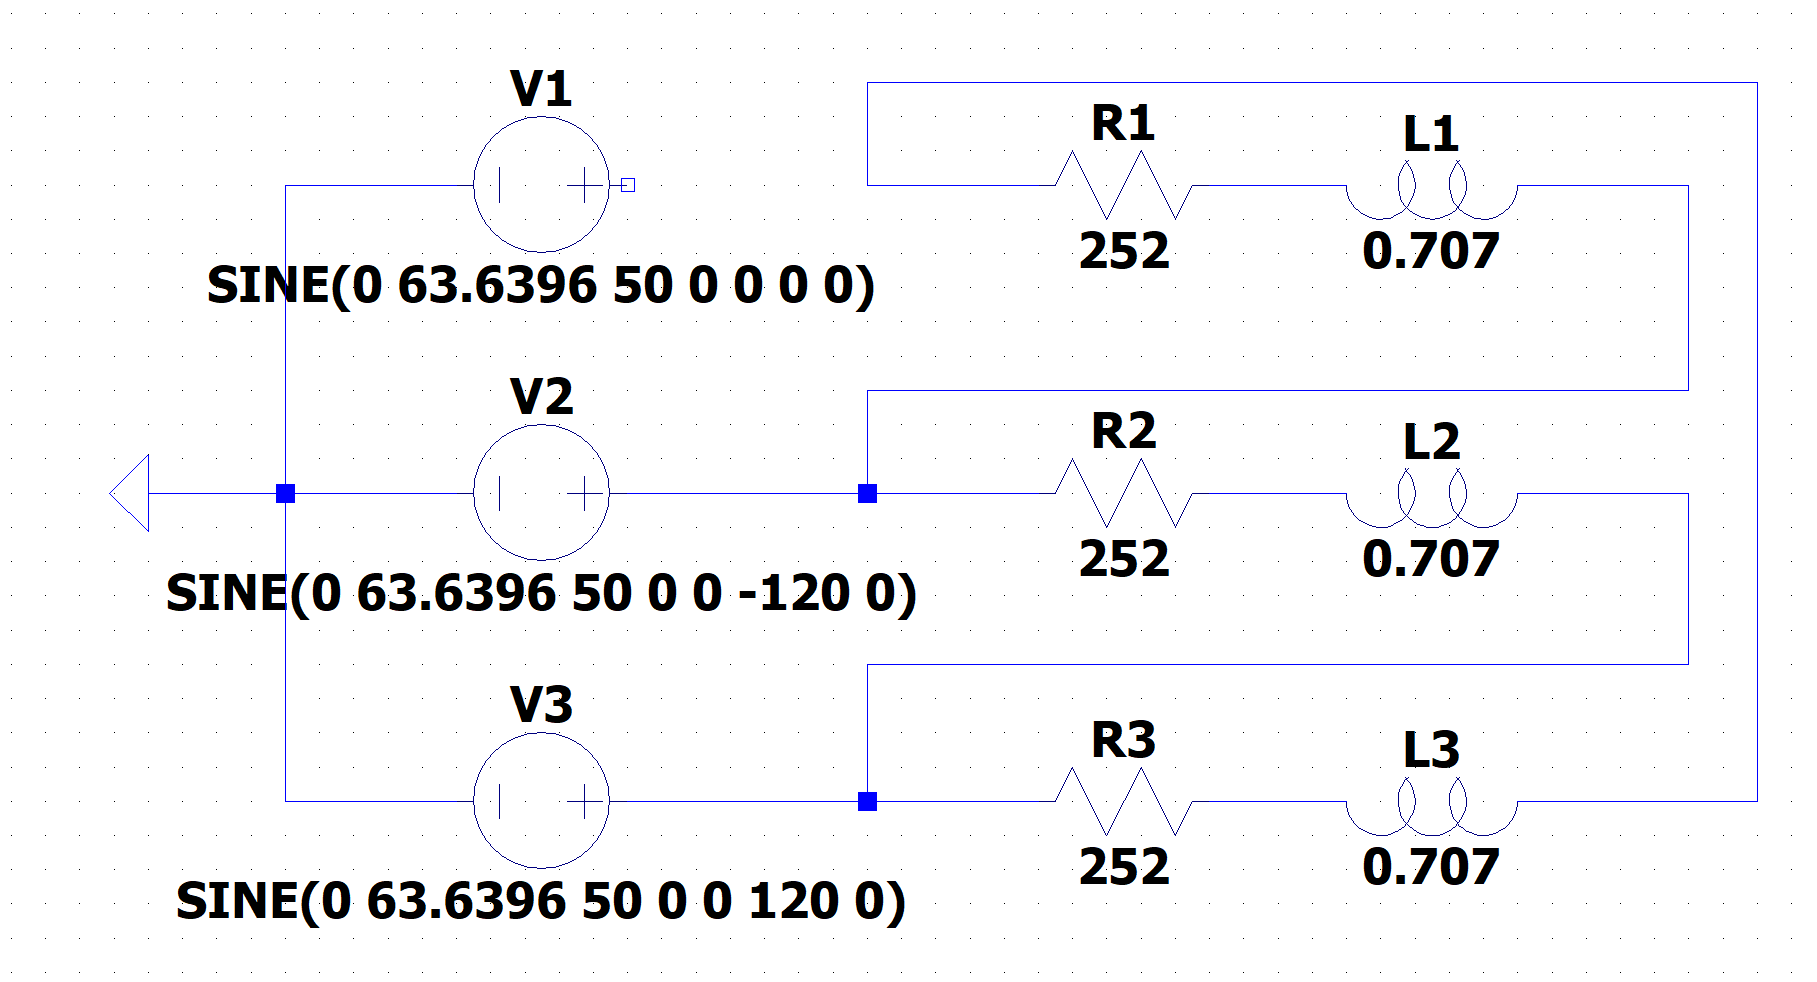 V1
SINE(0 63.6396 50 0 0 0 0)
R1
252
L1
0.707
V2
SINE(0 63.6396 50 0 0 -120 0)
R2
252
L2
0.707
V3
SINE(0 63.6396 50 0 0 120 0)
R3
252
L3
0.707